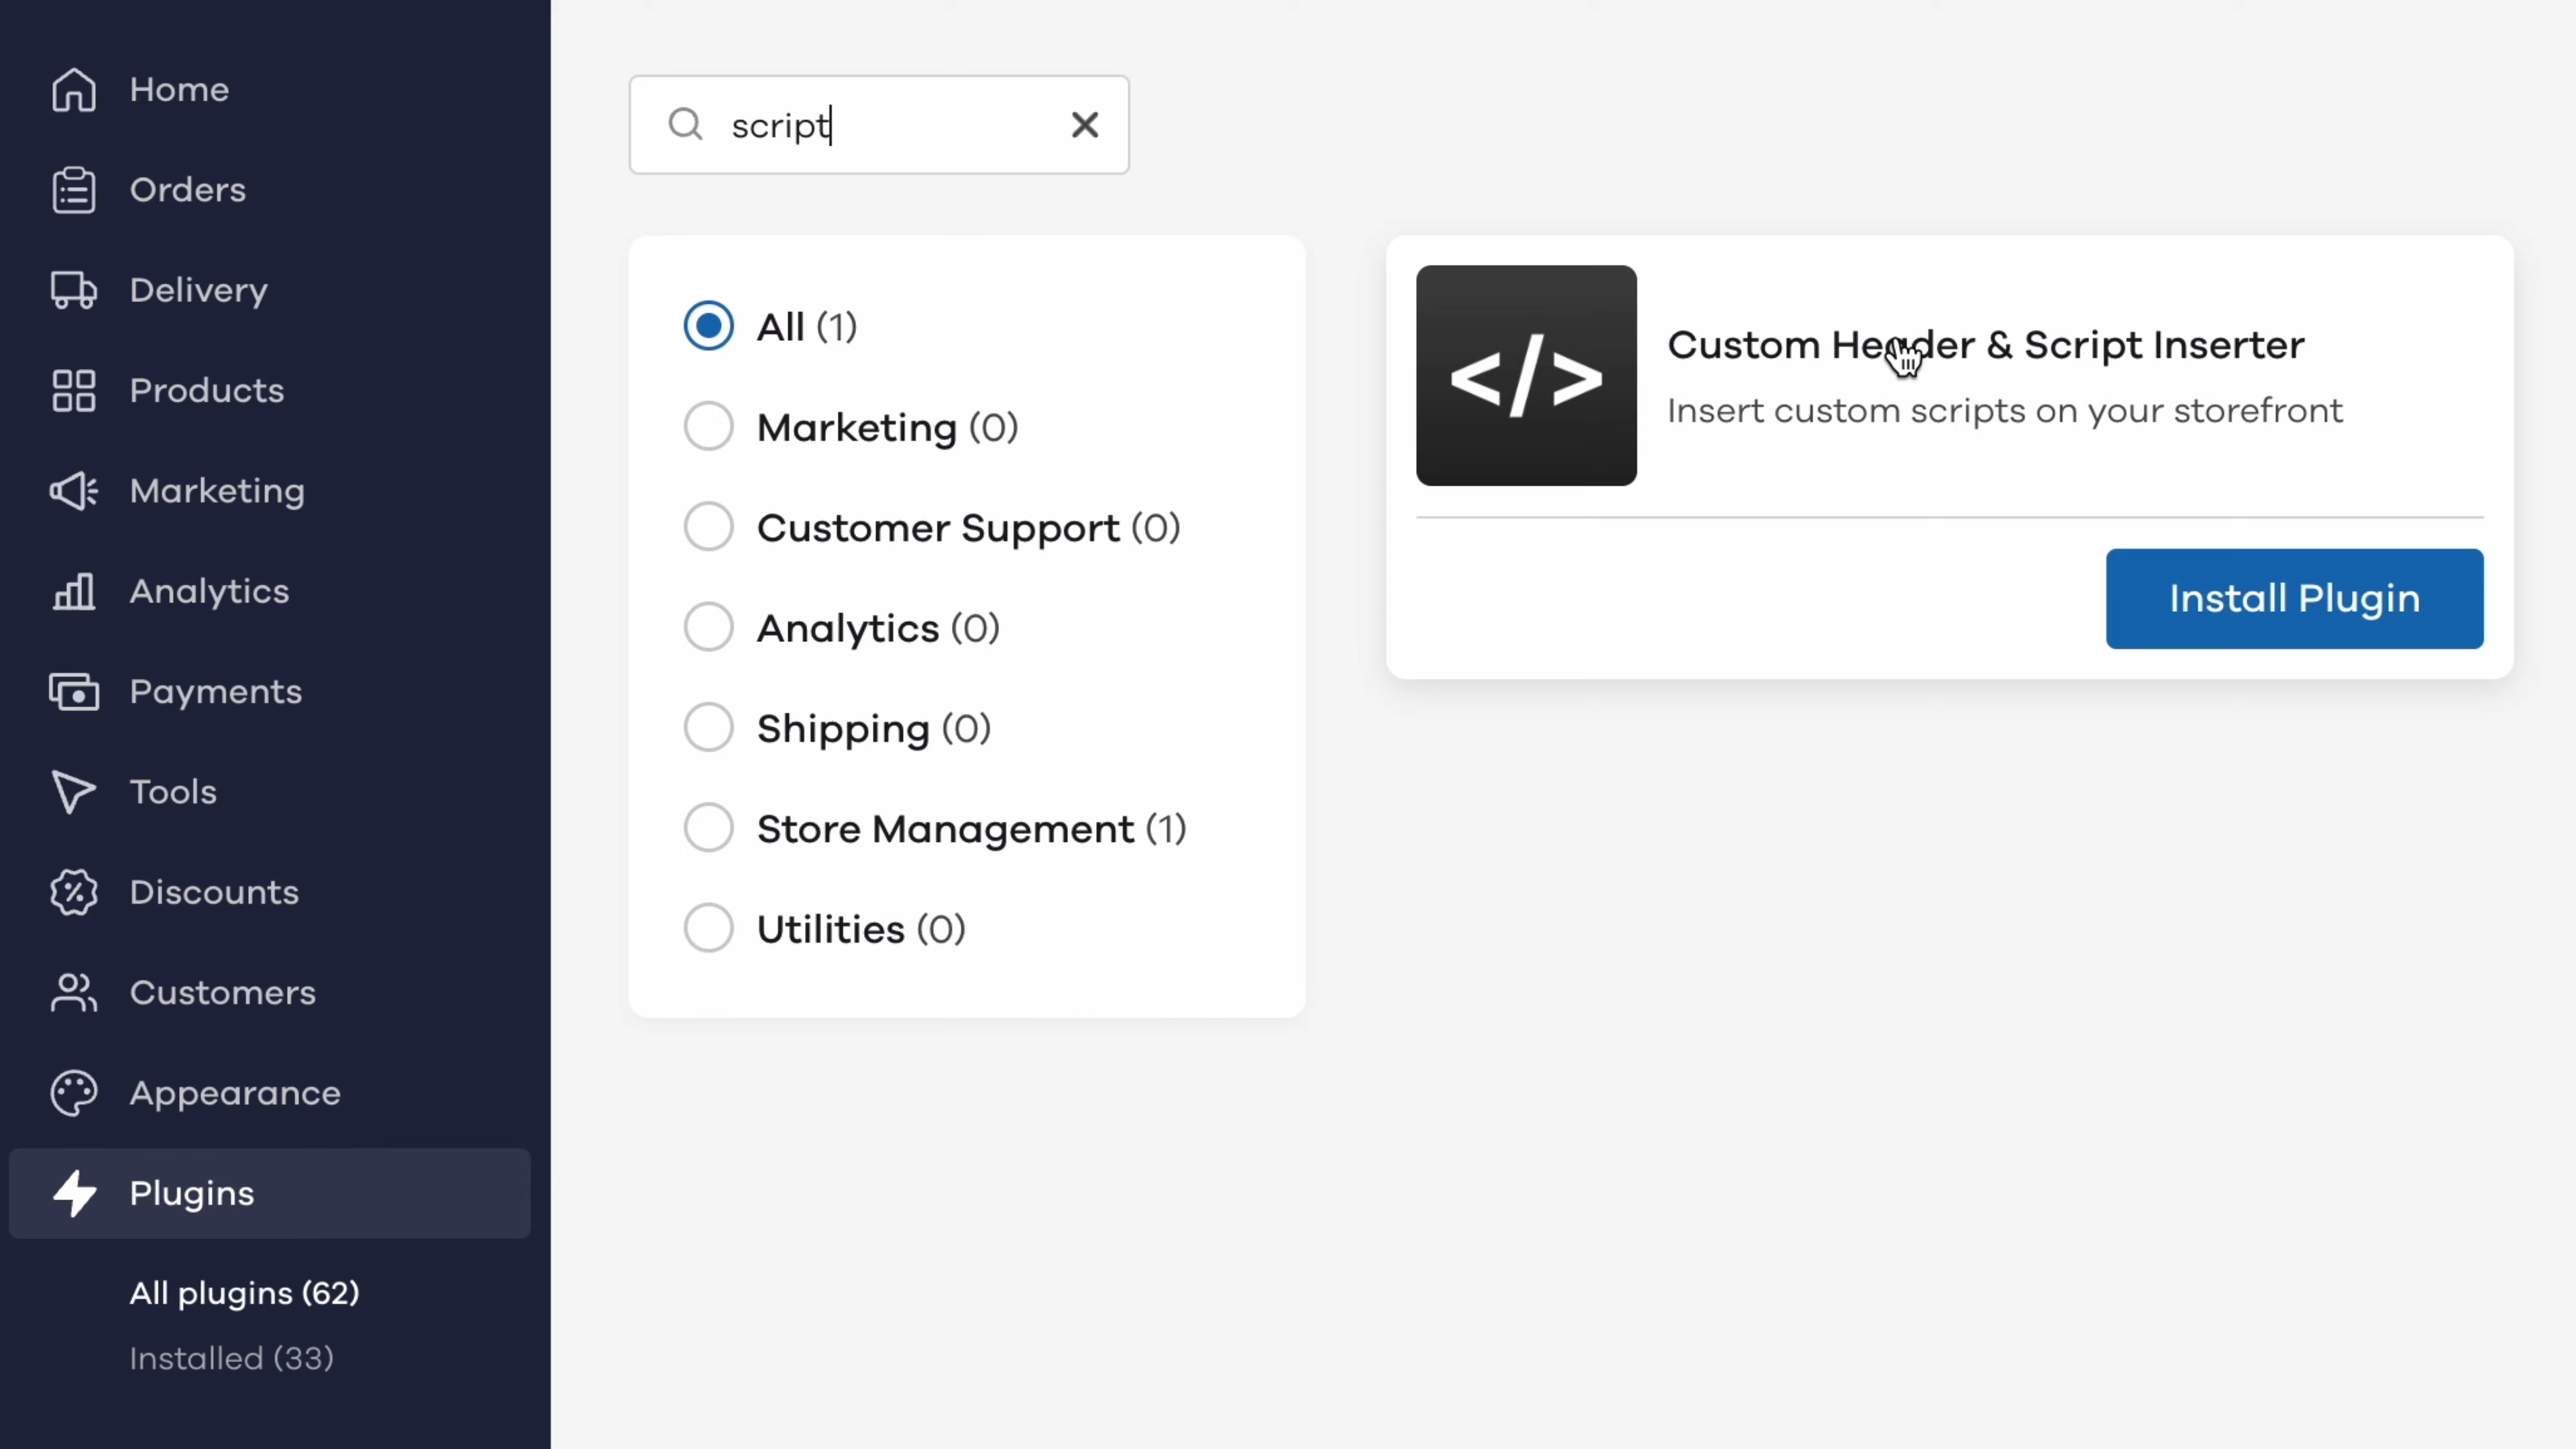 Home
Orders
Delivery
Products
Marketing
Analytics
Payments
Tools
Discounts
Customers
Appearance
Plugins
All plugins (62)
Installed (33)
script
All (1)
Marketing (0)
Customer Support (0)
Analytics (0)
Shipping (0)
Store Management (1)
Utilities (0)
</>
Custom Header & Script Inserter
Insert custom scripts on your storefront
Install Plugin